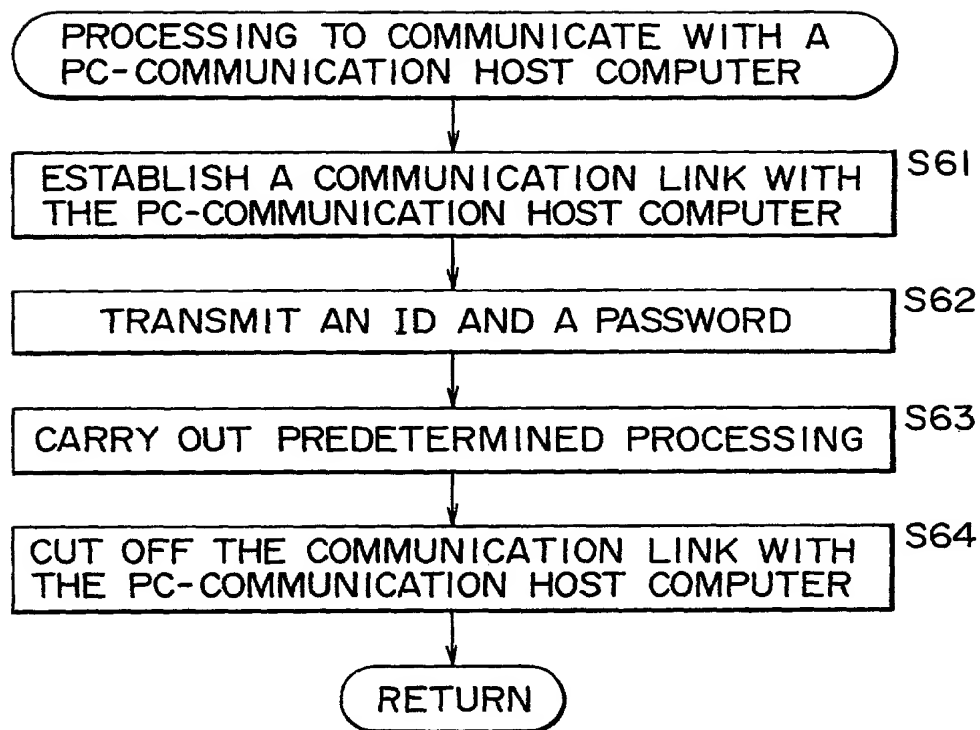 PROCESSING TO COMMUNICATE WITH A
PC-COMMUNICATION HOST COMPUTER
S61
ESTABLISH A COMMUNICATION LINK WITH
THE PC-COMMUNICATION HOST COMPUTER
S62
TRANSMIT AN ID AND A PASSWORD
S63
CARRY OUT PREDETERMINED PROCESSING
S64
CUT OFF THE COMMUNICATION LINK WITH
THE PC-COMMUNICATION HOST COMPUTER
RETURN